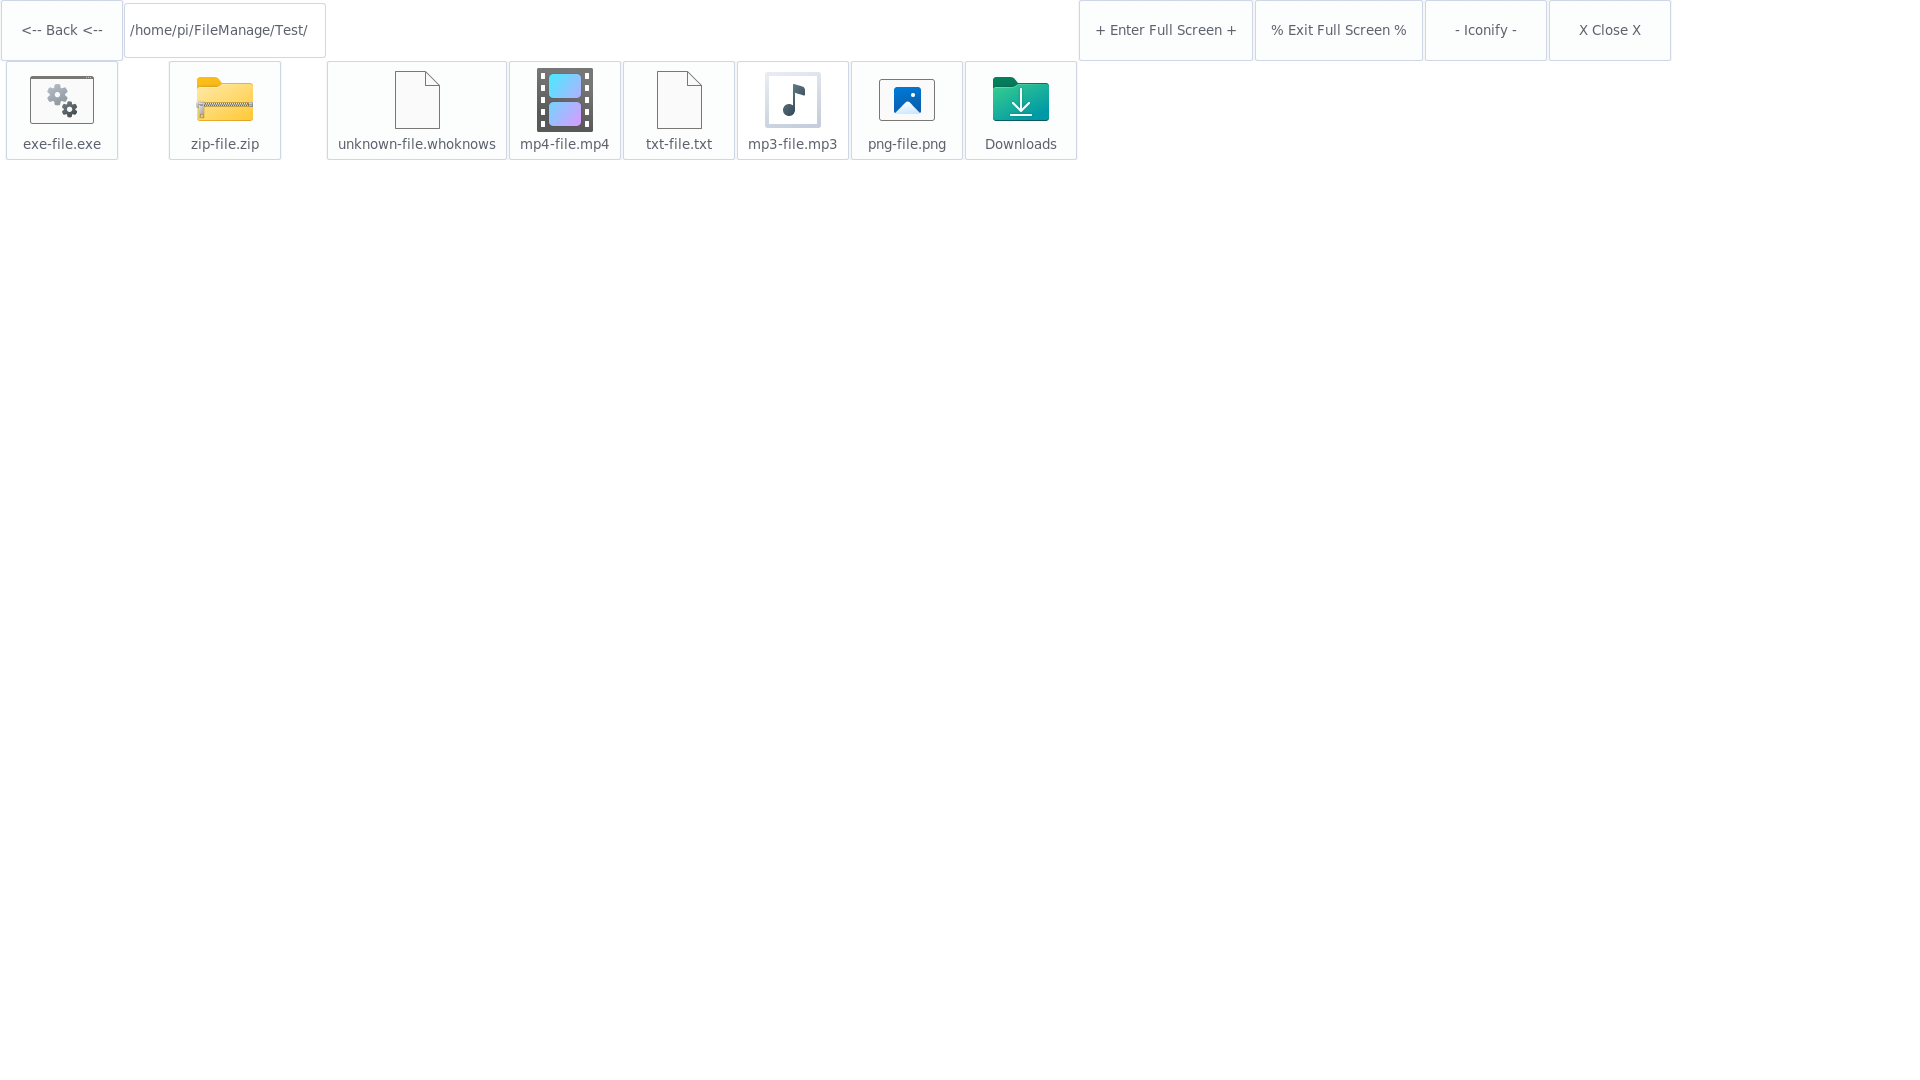 <-- Back <--
/home/pi/FileManage/Test/
+ Enter Full Screen +
% Exit Full Screen %
- Iconify -
X Close X
exe-file.exe
zip-file.zip
unknown-file.whoknows
mp4-file.mp4
txt-file.txt
mp3-file.mp3
png-file.png
Downloads